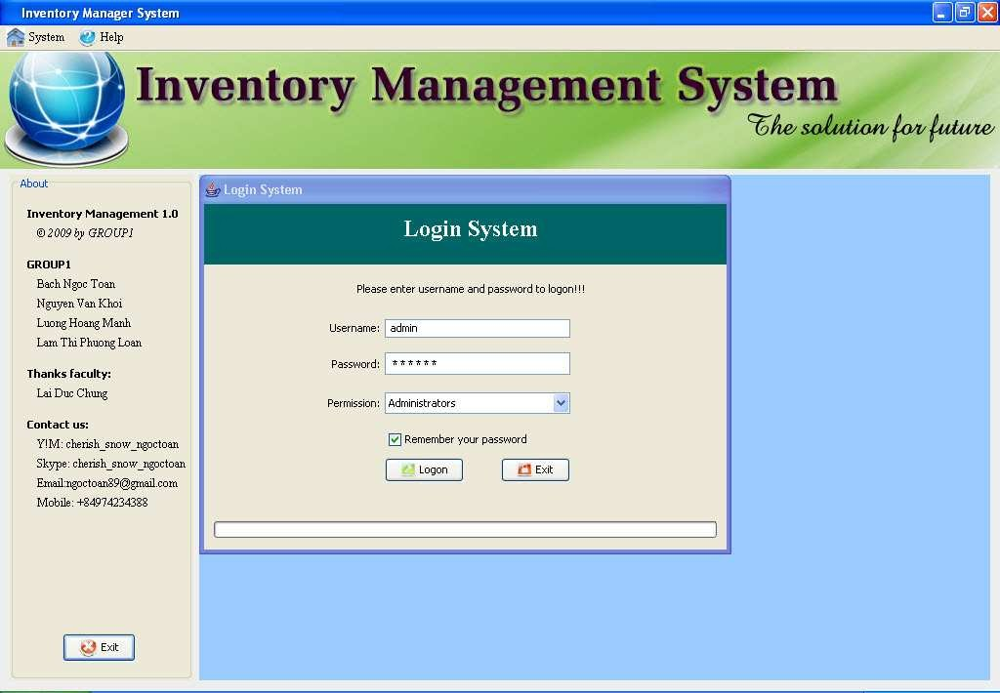 Inventory Manager System
System Help
Inventory Management System
The solution for future
About
Inventory Management 1.0
© 2009 by GROUP1
GROUP1
Bach Ngoc Toan
Nguyen Van Khoi
Luong Hoang Manh
Lam Thi Phuong Loan
Thanks faculty:
Lai Duc Chung
Contact us:
Y!M: cherish_snow_ngoctoan
Skype: cherish_snow_ngoctoan
Email:ngoctoan89@gmail.com
Mobile: +84974234388
Exit
Login System
Login System
Please enter username and password to logon!!!
Username: admin
Password: ******
Permission: Administrators
Remember your password
Logon Exit